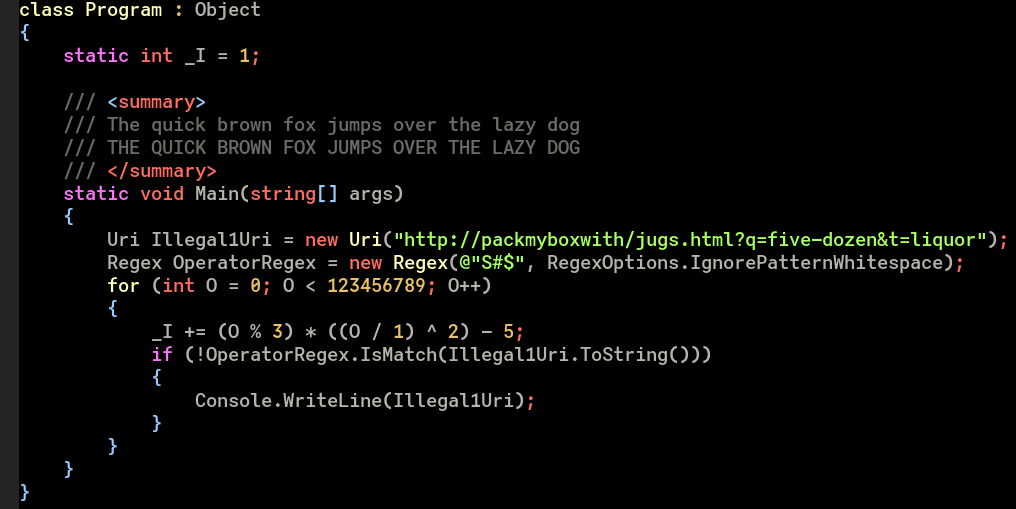 class Program : Object
{
    static int _I = 1;

    /// <summary>
    /// The quick brown fox jumps over the lazy dog
    /// THE QUICK BROWN FOX JUMPS OVER THE LAZY DOG
    /// </summary>
    static void Main(string[] args)
    {
        Uri Illegal1Uri = new Uri("http://packmyboxwith/jugs.html?q=five-dozen&t=liquor");
        Regex OperatorRegex = new Regex(@"S#$", RegexOptions.IgnorePatternWhitespace);
        for (int O = 0; O < 123456789; O++)
        {
            _I += (O % 3) * ((O / 1) ^ 2) - 5;
            if (!OperatorRegex.IsMatch(Illegal1Uri.ToString()))
            {
                Console.WriteLine(Illegal1Uri);
            }
        }
    }
}